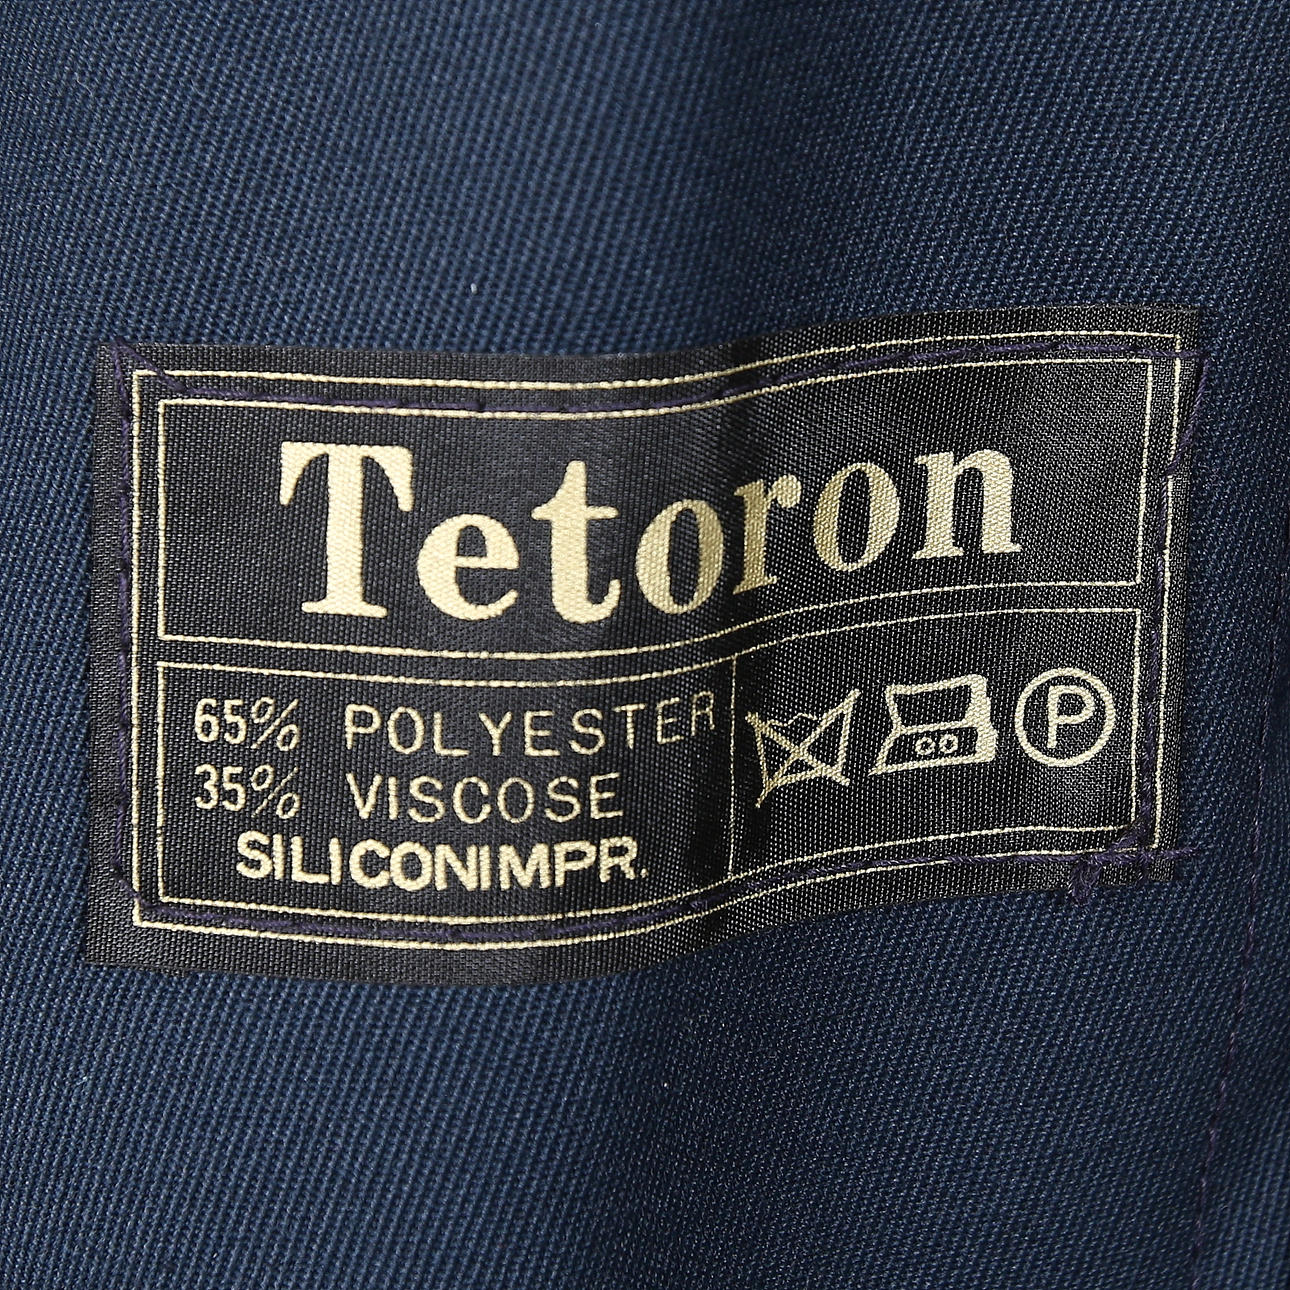 Tetoron
65% POLYESTER
35% VISCOSE
SILICONIMPR.
P